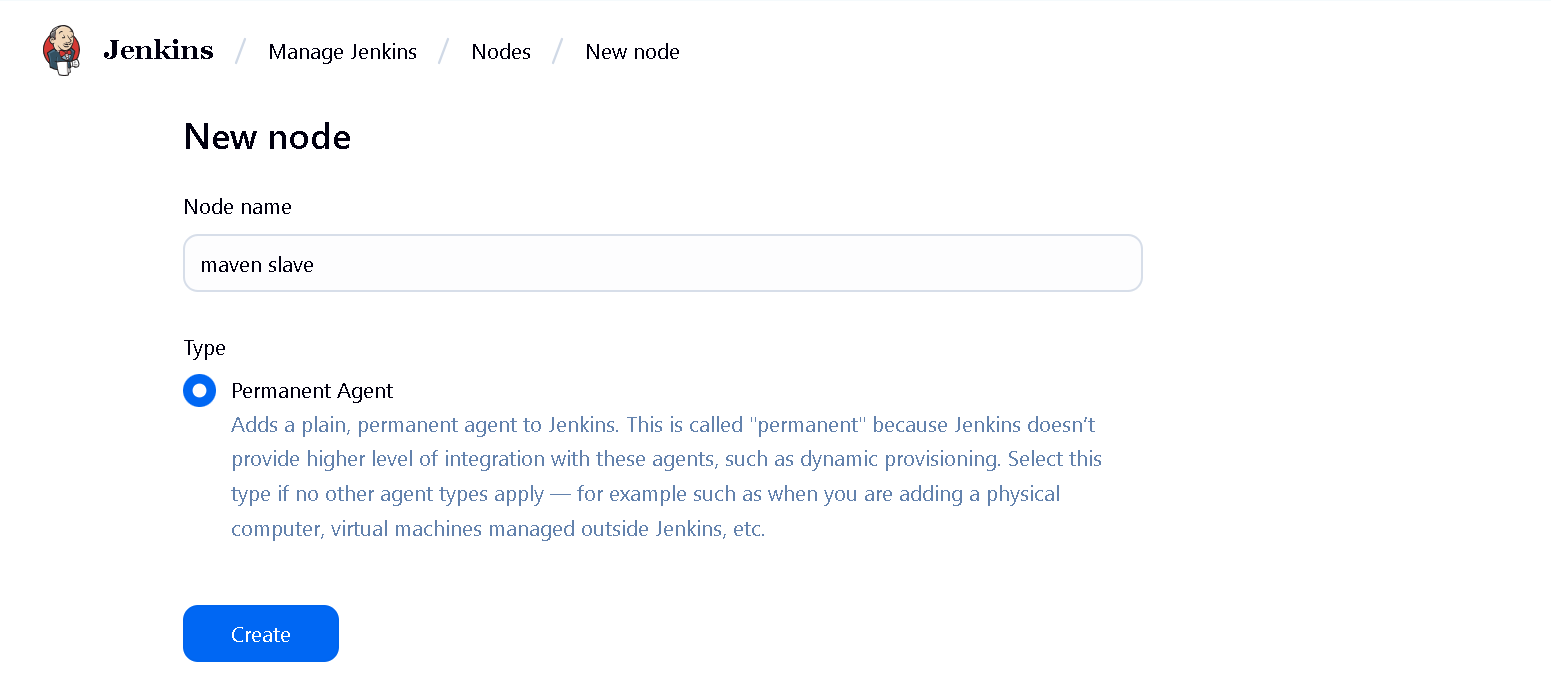 Jenkins / Manage Jenkins / Nodes / New node
New node
Node name
maven slave
Type
Permanent Agent
Adds a plain, permanent agent to Jenkins. This is called "permanent" because Jenkins doesn’t
provide higher level of integration with these agents, such as dynamic provisioning. Select this
type if no other agent types apply — for example such as when you are adding a physical
computer, virtual machines managed outside Jenkins, etc.
Create